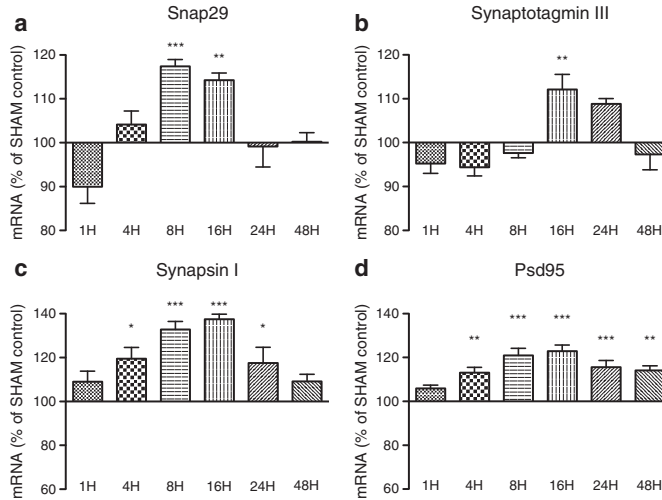 a
Snap29
mRNA (% of SHAM control)
120
110
100
90
80
***
**
1H 4H 8H 16H 24H 48H
b
Synaptotagmin III
mRNA (% of SHAM control)
120
110
100
90
80
**
1H 4H 8H 16H 24H 48H
c
Synapsin I
mRNA (% of SHAM control)
140
120
100
80
60
*
***
***
*
1H 4H 8H 16H 24H 48H
d
Psd95
mRNA (% of SHAM control)
140
120
100
80
60
**
***
***
***
**
1H 4H 8H 16H 24H 48H